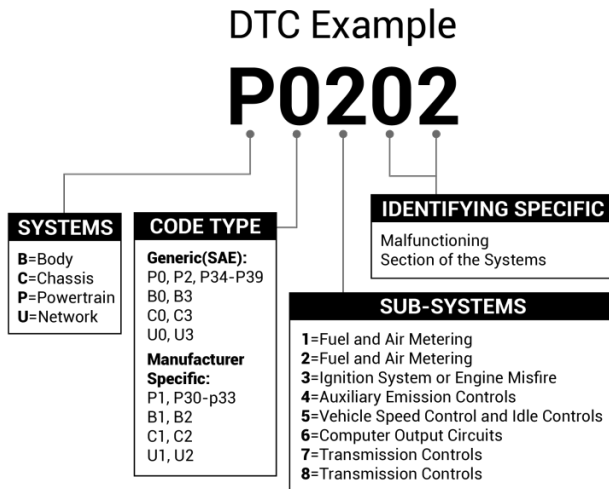 DTC Example
P0202
SYSTEMS
B=Body
C=Chassis
P=Powertrain
U=Network
CODE TYPE
Generic(SAE):
P0, P2, P34-P39
B0, B3
C0, C3
U0, U3
Manufacturer
Specific:
P1, P30-p33
B1, B2
C1, C2
U1, U2
IDENTIFYING SPECIFIC
Malfunctioning
Section of the Systems
SUB-SYSTEMS
1=Fuel and Air Metering
2=Fuel and Air Metering
3=Ignition System or Engine Misfire
4=Auxiliary Emission Controls
5=Vehicle Speed Control and Idle Controls
6=Computer Output Circuits
7=Transmission Controls
8=Transmission Controls